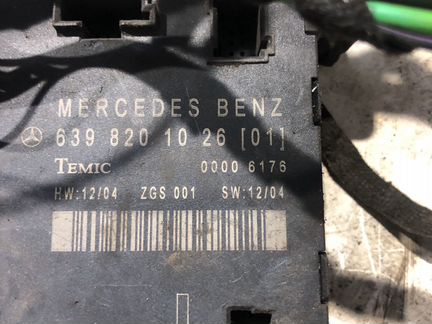 MERCEDES BENZ
639 820 10 26 [01]
TEMIC 0000 6176
HW:12/04 ZGS 001 SW:12/04